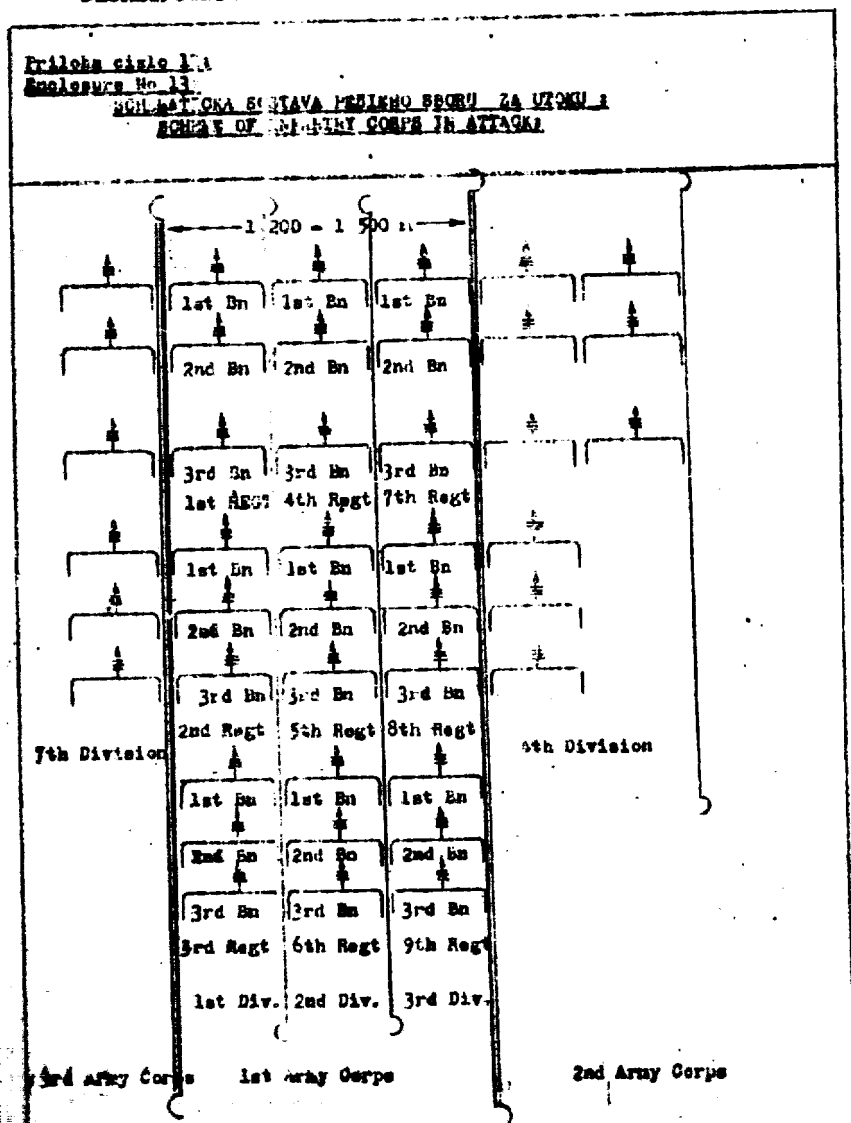 Priloha cislo
Enclosure No 13
PESIEHO SBORU ZA UTOKU :
SCHEME OF INFANTRY CORPS IN ATTACK:
1 200 - 1 500 m
1st Bn 1st Bn 1st Bn
2nd Bn 2nd Bn 2nd Bn
3rd Bn 3rd Bn 3rd Bn
1st REGT 4th Regt 7th Regt
1st Bn 1st Bn 1st Bn
2nd Bn 2nd Bn 2nd Bn
3rd Bn 3rd Bn 3rd Bn
2nd Regt 5th Regt 8th Regt
7th Division Division
1st Bn 1st Bn 1st Bn
2nd Bn 2nd Bn 2nd Bn
3rd Bn 3rd Bn 3rd Bn
3rd Regt 6th Regt 9th Regt
1st Div. 2nd Div. 3rd Div.
3rd Army Corps 1st Army Corps 2nd Army Corps